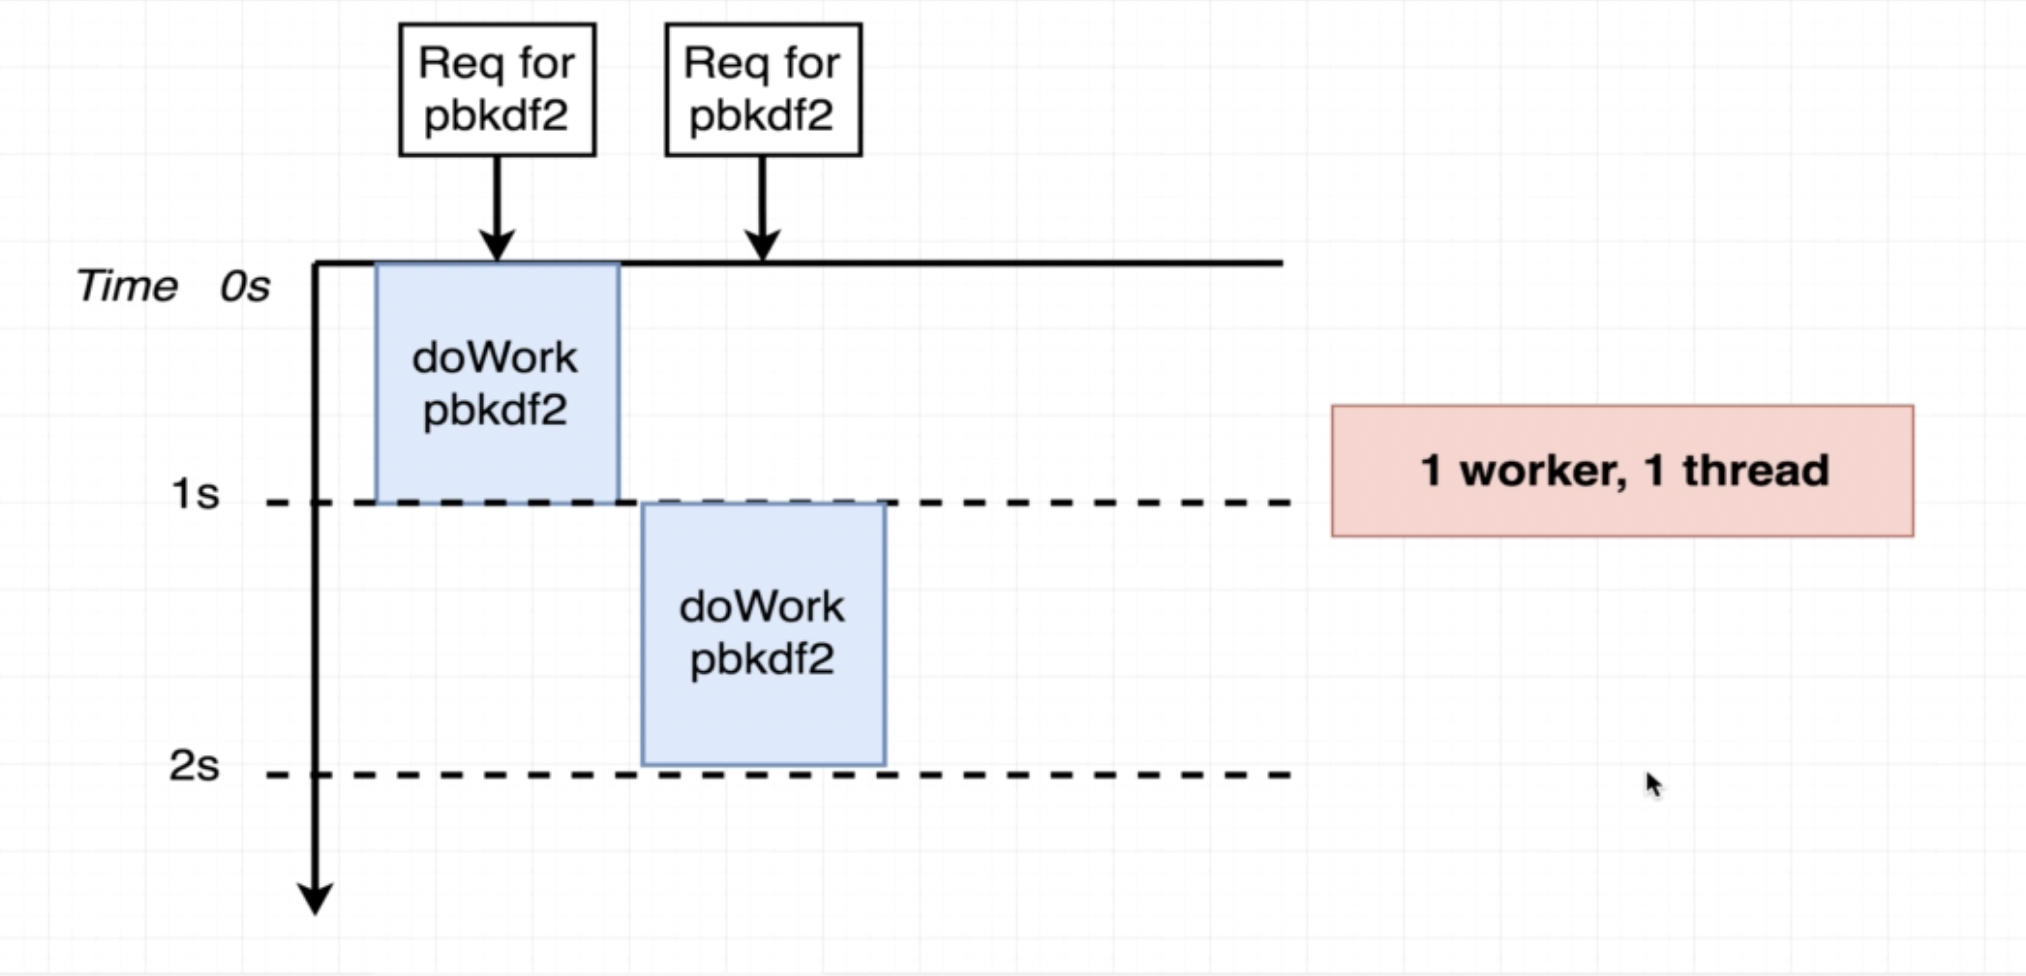 Req for
pbkdf2
Req for
pbkdf2
Time 0s
doWork
pbkdf2
1s
1 worker, 1 thread
doWork
pbkdf2
2s